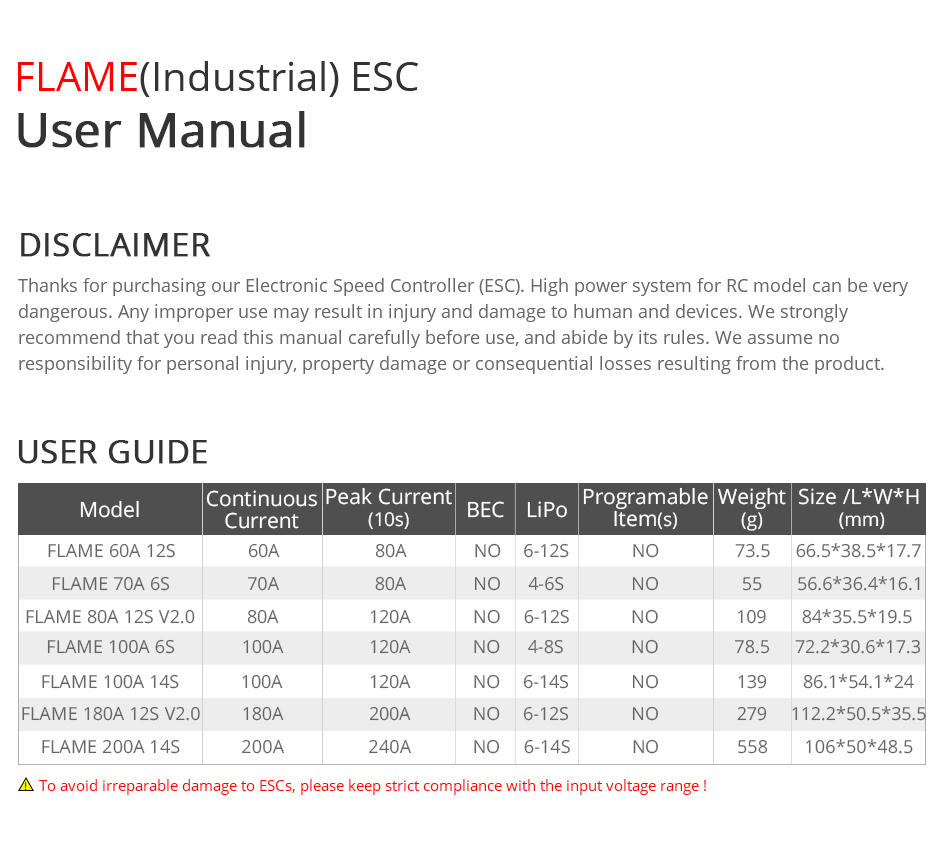 FLAME(Industrial) ESC
User Manual
DISCLAIMER
Thanks for purchasing our Electronic Speed Controller (ESC). High power system for RC model can be very
dangerous. Any improper use may result in injury and damage to human and devices. We strongly
recommend that you read this manual carefully before use, and abide by its rules. We assume no
responsibility for personal injury, property damage or consequential losses resulting from the product.
USER GUIDE
Model Continuous Current Peak Current (10s) BEC LiPo Programable Item(s) Weight (g) Size /L*W*H (mm)
FLAME 60A 12S 60A 80A NO 6-12S NO 73.5 66.5*38.5*17.7
FLAME 70A 6S 70A 80A NO 4-6S NO 55 56.6*36.4*16.1
FLAME 80A 12S V2.0 80A 120A NO 6-12S NO 109 84*35.5*19.5
FLAME 100A 6S 100A 120A NO 4-8S NO 78.5 72.2*30.6*17.3
FLAME 100A 14S 100A 120A NO 6-14S NO 139 86.1*54.1*24
FLAME 180A 12S V2.0 180A 200A NO 6-12S NO 279 112.2*50.5*35.5
FLAME 200A 14S 200A 240A NO 6-14S NO 558 106*50*48.5
To avoid irreparable damage to ESCs, please keep strict compliance with the input voltage range !